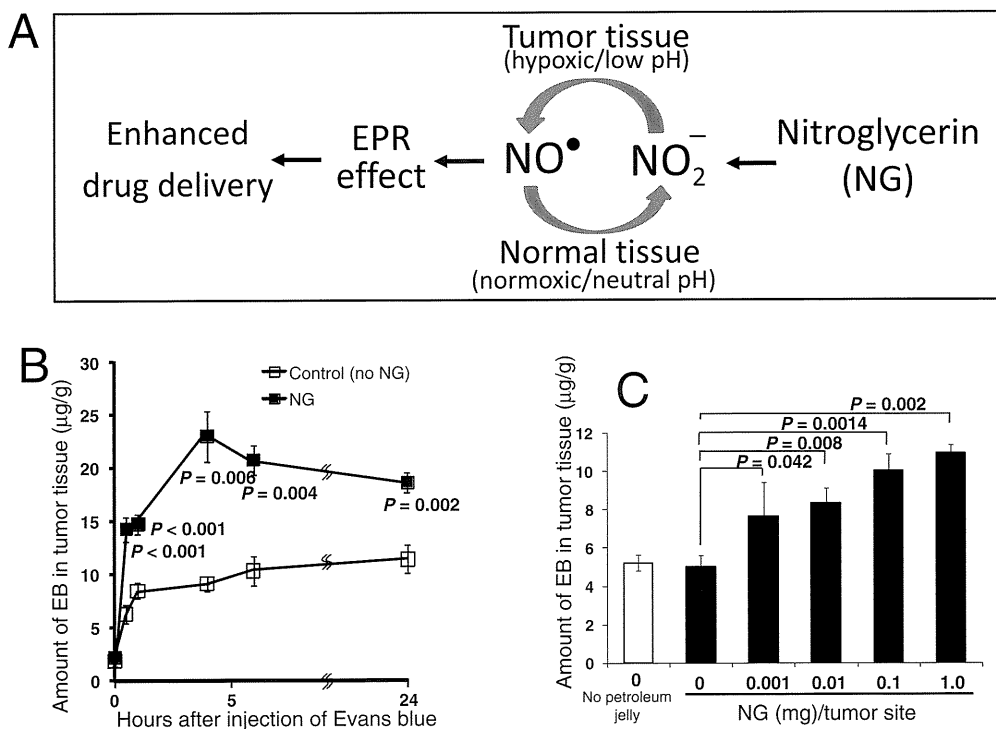 A
Tumor tissue
(hypoxic/low pH)
Enhanced
drug delivery
EPR
effect
NO•
NO₂⁻
Nitroglycerin
(NG)
Normal tissue
(normoxic/neutral pH)
B
Amount of EB in tumor tissue (μg/g)
30
25
20
15
10
5
0
Control (no NG)
NG
P = 0.006
P = 0.004
P = 0.002
P < 0.001
P < 0.001
0 5 24
Hours after injection of Evans blue
C
Amount of EB in tumor tissue (μg/g)
12
10
8
6
4
2
0
P = 0.002
P = 0.0014
P = 0.008
P = 0.042
0 0 0.001 0.01 0.1 1.0
No petroleum
jelly
NG (mg)/tumor site